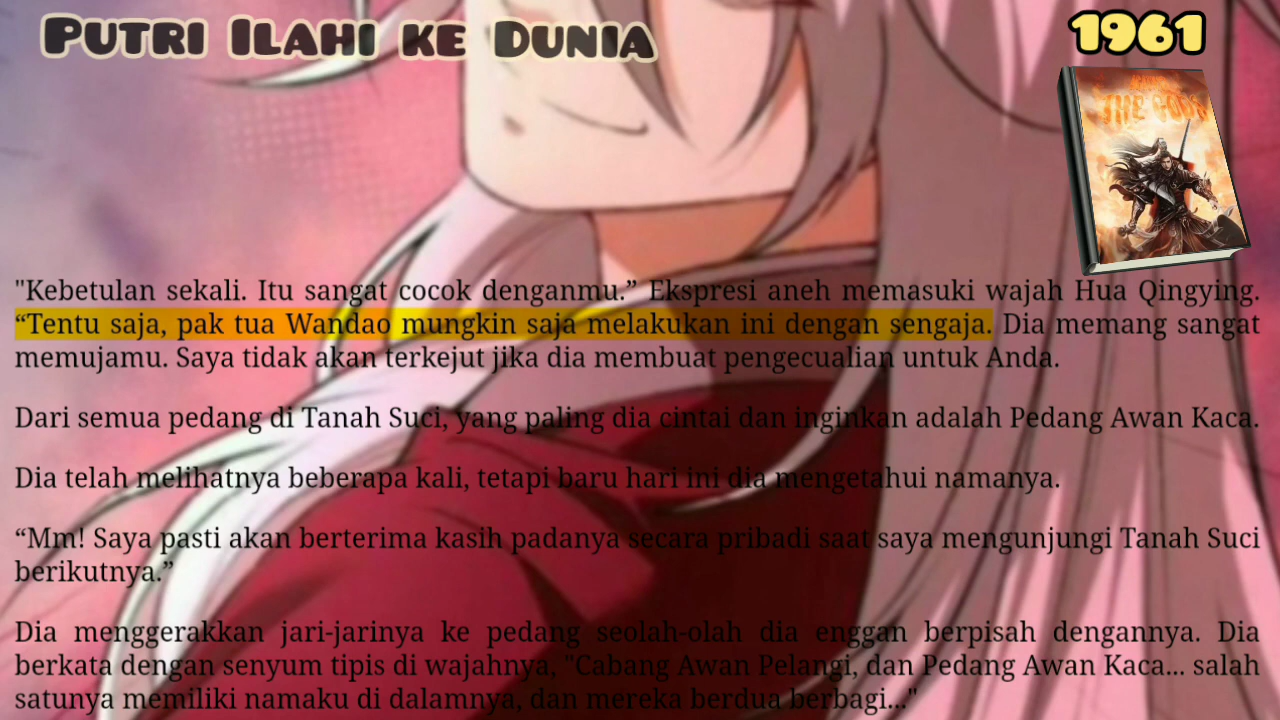 Putri Ilahi ke Dunia
1961
THE GODS
"Kebetulan sekali. Itu sangat cocok denganmu.” Ekspresi aneh memasuki wajah Hua Qingying.
“Tentu saja, pak tua Wandao mungkin saja melakukan ini dengan sengaja. Dia memang sangat
memujamu. Saya tidak akan terkejut jika dia membuat pengecualian untuk Anda.
Dari semua pedang di Tanah Suci, yang paling dia cintai dan inginkan adalah Pedang Awan Kaca.
Dia telah melihatnya beberapa kali, tetapi baru hari ini dia mengetahui namanya.
“Mm! Saya pasti akan berterima kasih padanya secara pribadi saat saya mengunjungi Tanah Suci
berikutnya.”
Dia menggerakkan jari-jarinya ke pedang seolah-olah dia enggan berpisah dengannya. Dia
berkata dengan senyum tipis di wajahnya, "Cabang Awan Pelangi, dan Pedang Awan Kaca... salah
satunya memiliki namaku di dalamnya, dan mereka berdua berbagi..."